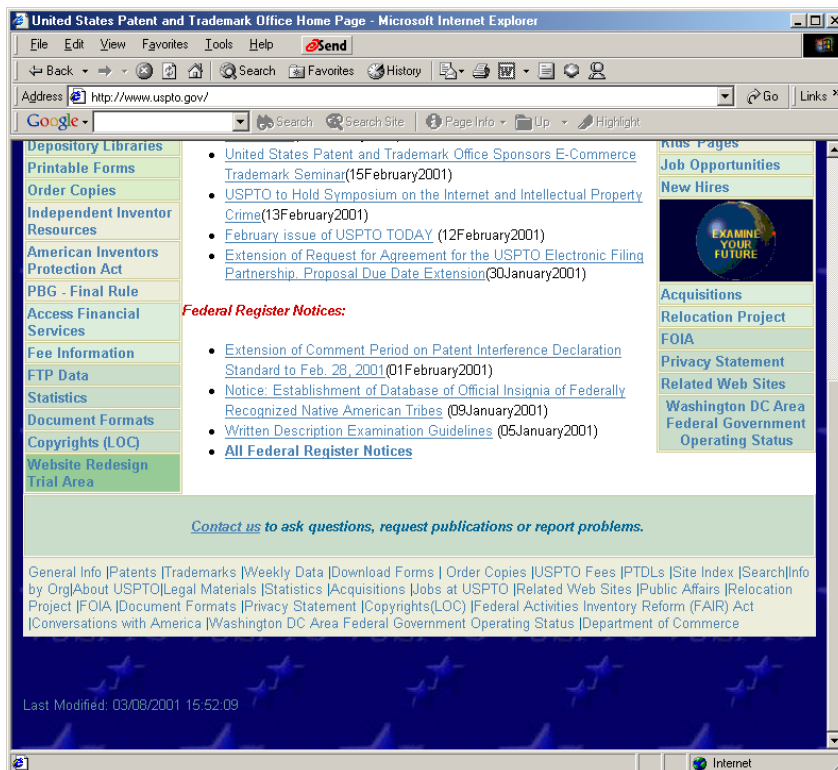 United States Patent and Trademark Office Home Page - Microsoft Internet Explorer
File Edit View Favorites Tools Help Send
Back Search Favorites History
Address http://www.uspto.gov/ Go Links »
Google Search Search Site Page Info Up Highlight
Depository Libraries
Printable Forms
Order Copies
Independent Inventor
Resources
American Inventors
Protection Act
PBG - Final Rule
Access Financial
Services
Fee Information
FTP Data
Statistics
Document Formats
Copyrights (LOC)
Website Redesign
Trial Area
United States Patent and Trademark Office Sponsors E-Commerce
Trademark Seminar(15February2001)
USPTO to Hold Symposium on the Internet and Intellectual Property
Crime(13February2001)
February issue of USPTO TODAY (12February2001)
Extension of Request for Agreement for the USPTO Electronic Filing
Partnership. Proposal Due Date Extension(30January2001)
Federal Register Notices:
Extension of Comment Period on Patent Interference Declaration
Standard to Feb. 28, 2001(01February2001)
Notice: Establishment of Database of Official Insignia of Federally
Recognized Native American Tribes (09January2001)
Written Description Examination Guidelines (05January2001)
All Federal Register Notices
Kids' Pages
Job Opportunities
New Hires
EXAMINE
YOUR
FUTURE
Acquisitions
Relocation Project
FOIA
Privacy Statement
Related Web Sites
Washington DC Area
Federal Government
Operating Status
Contact us to ask questions, request publications or report problems.
General Info |Patents |Trademarks |Weekly Data |Download Forms | Order Copies |USPTO Fees |PTDLs |Site Index |Search|Info
by Org|About USPTO|Legal Materials |Statistics |Acquisitions |Jobs at USPTO |Related Web Sites |Public Affairs |Relocation
Project |FOIA |Document Formats |Privacy Statement |Copyrights(LOC) |Federal Activities Inventory Reform (FAIR) Act
|Conversations with America |Washington DC Area Federal Government Operating Status |Department of Commerce
Last Modified: 03/08/2001 15:52:09
Internet